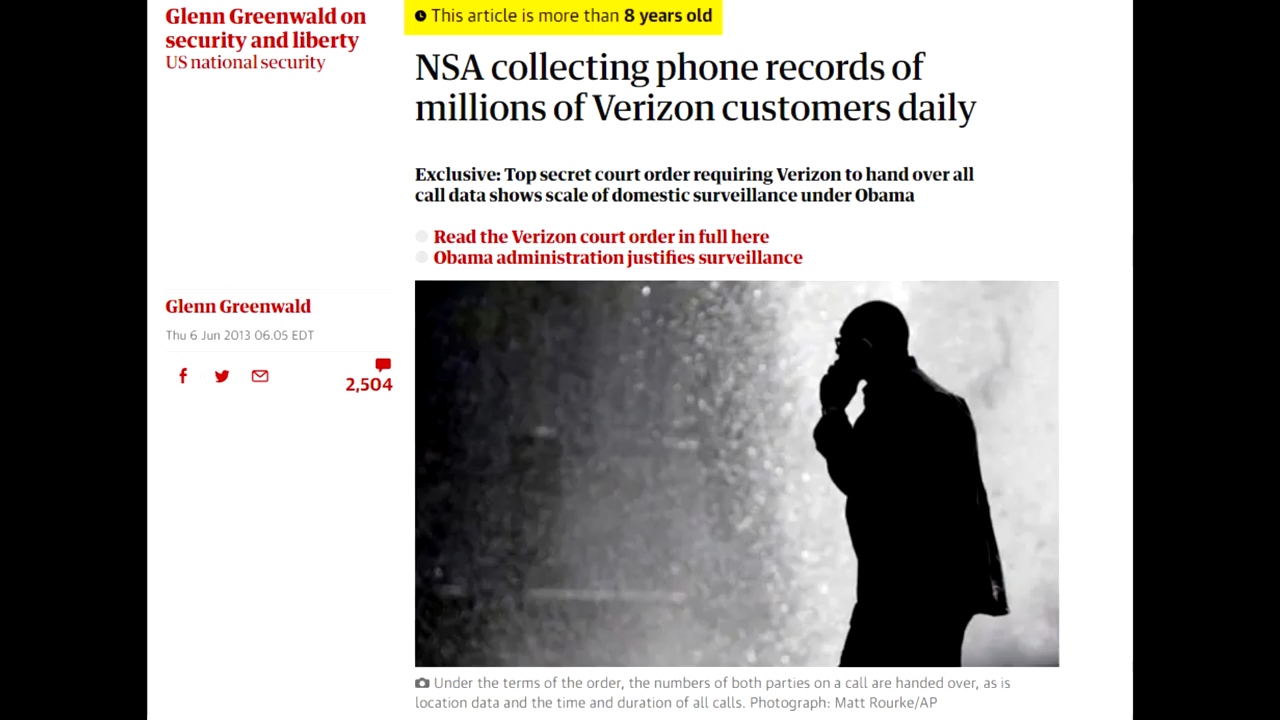 Glenn Greenwald on
security and liberty
US national security
This article is more than 8 years old
NSA collecting phone records of
millions of Verizon customers daily
Exclusive: Top secret court order requiring Verizon to hand over all
call data shows scale of domestic surveillance under Obama
Read the Verizon court order in full here
Obama administration justifies surveillance
Glenn Greenwald
Thu 6 Jun 2013 06.05 EDT
2,504
Under the terms of the order, the numbers of both parties on a call are handed over, as is
location data and the time and duration of all calls. Photograph: Matt Rourke/AP